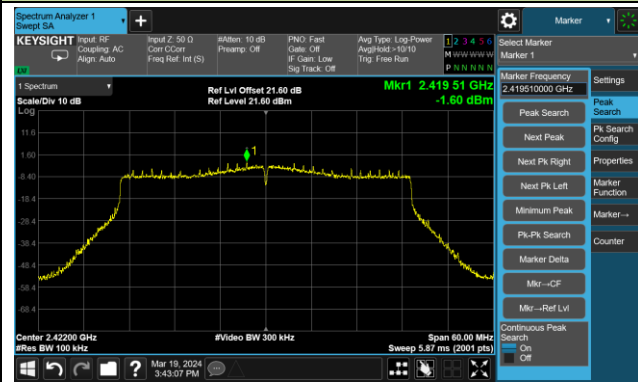 Spectrum Analyzer 1
Swept SA
+
Marker
KEYSIGHT
Input: RF
Coupling: AC
Align: Auto
Input Z: 50 Ω
Corr CCorr
Freq Ref: Int (S)
#Atten: 10 dB
Preamp: Off
PNO: Fast
Gate: Off
IF Gain: Low
Sig Track: Off
Avg Type: Log-Power
Avg|Hold:>10/10
Trig: Free Run
1 2 3 4 5 6
M W W W W W
P N N N N N
LXI
Select Marker
Marker 1
1 Spectrum
Scale/Div 10 dB
Log
Ref Lvl Offset 21.60 dB
Ref Level 21.60 dBm
Mkr1 2.419 51 GHz
-1.60 dBm
11.6
1.60
-8.40
-18.4
-28.4
-38.4
-48.4
-58.4
-68.4
1
Center 2.42200 GHz
#Res BW 100 kHz
#Video BW 300 kHz
Span 60.00 MHz
Sweep 5.87 ms (2001 pts)
Marker Frequency
2.419510000 GHz
Peak Search
Next Peak
Next Pk Right
Next Pk Left
Minimum Peak
Pk-Pk Search
Marker Delta
Mkr→CF
Mkr→Ref Lvl
Continuous Peak
Search
On
Off
Settings
Peak
Search
Pk Search
Config
Properties
Marker
Function
Marker→
Counter
?
Mar 19, 2024
3:43:07 PM